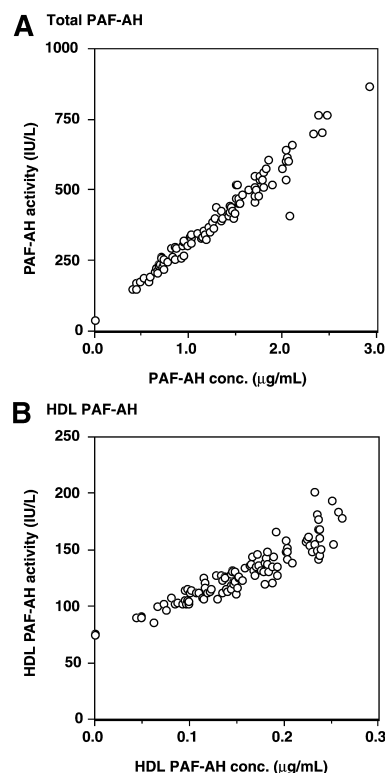 A Total PAF-AH
1000
750
500
250
0
PAF-AH activity (IU/L)
0.0 1.0 2.0 3.0
PAF-AH conc. (μg/mL)
B HDL PAF-AH
250
200
150
100
50
0
HDL PAF-AH activity (IU/L)
0.0 0.1 0.2 0.3
HDL PAF-AH conc. (μg/mL)